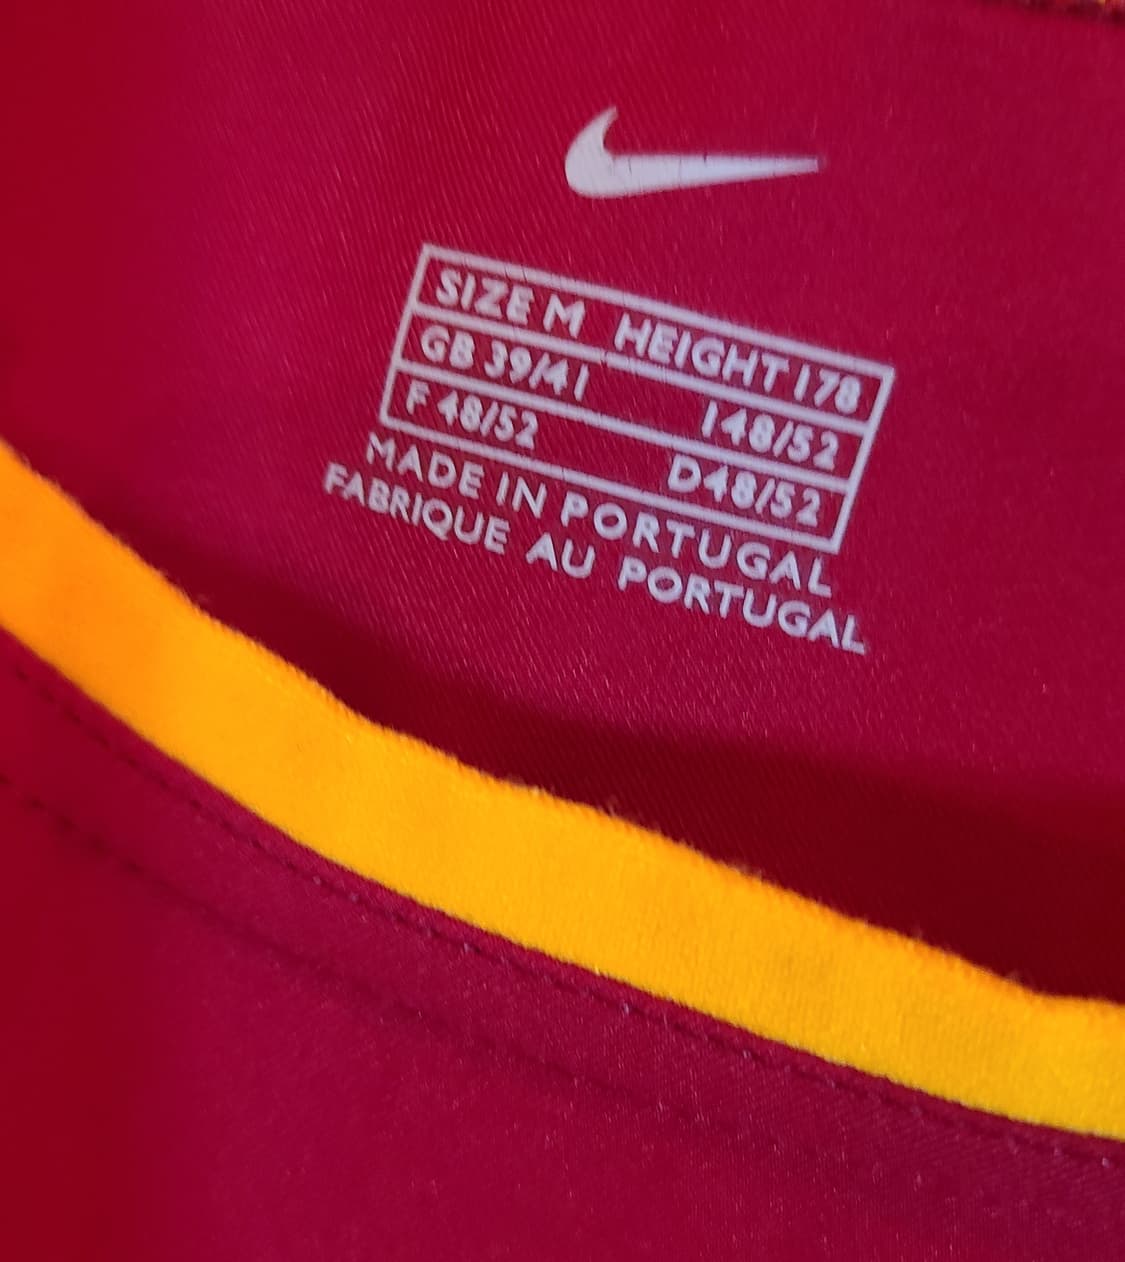 SIZE M HEIGHT 178
GB 39/41 I48/52
F 48/52 D48/52
MADE IN PORTUGAL
FABRIQUE AU PORTUGAL